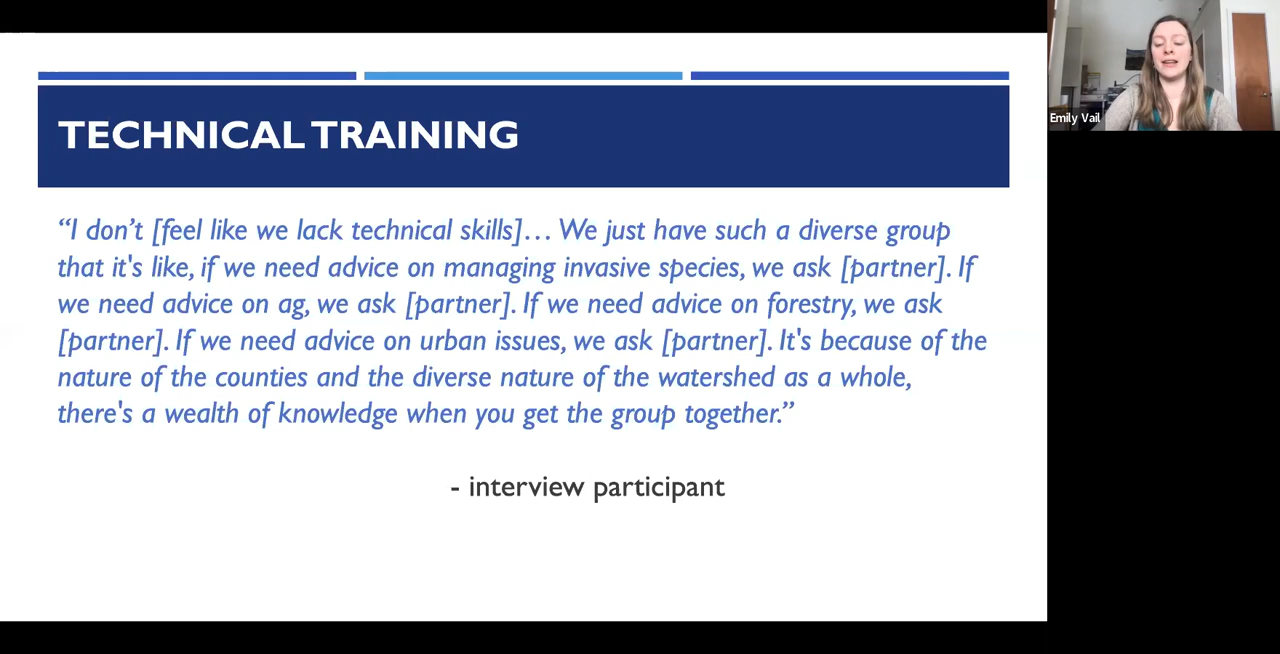 TECHNICAL TRAINING
“I don’t [feel like we lack technical skills]… We just have such a diverse group
that it's like, if we need advice on managing invasive species, we ask [partner]. If
we need advice on ag, we ask [partner]. If we need advice on forestry, we ask
[partner]. If we need advice on urban issues, we ask [partner]. It's because of the
nature of the counties and the diverse nature of the watershed as a whole,
there's a wealth of knowledge when you get the group together.”
- interview participant
Emily Vail